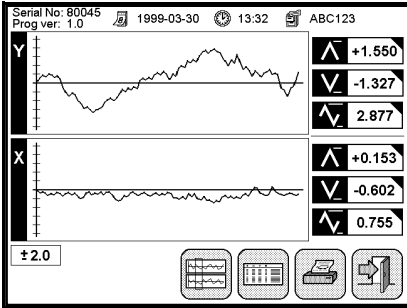 Serial No: 80045
Prog ver: 1.0
1999-03-30
13:32
ABC123
Y
+1.550
-1.327
2.877
X
+0.153
-0.602
0.755
±2.0